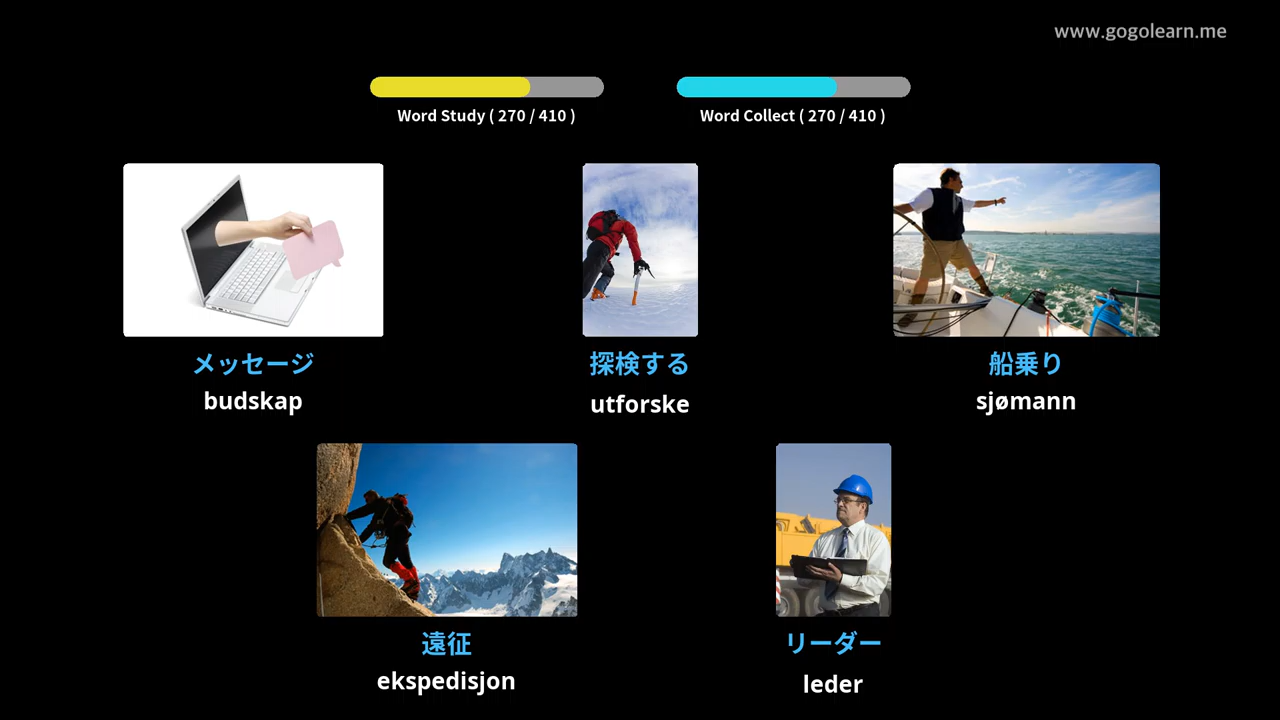 www.gogolearn.me
Word Study ( 270 / 410 )
Word Collect ( 270 / 410 )
メッセージ
budskap
探検する
utforske
船乗り
sjømann
遠征
ekspedisjon
リーダー
leder